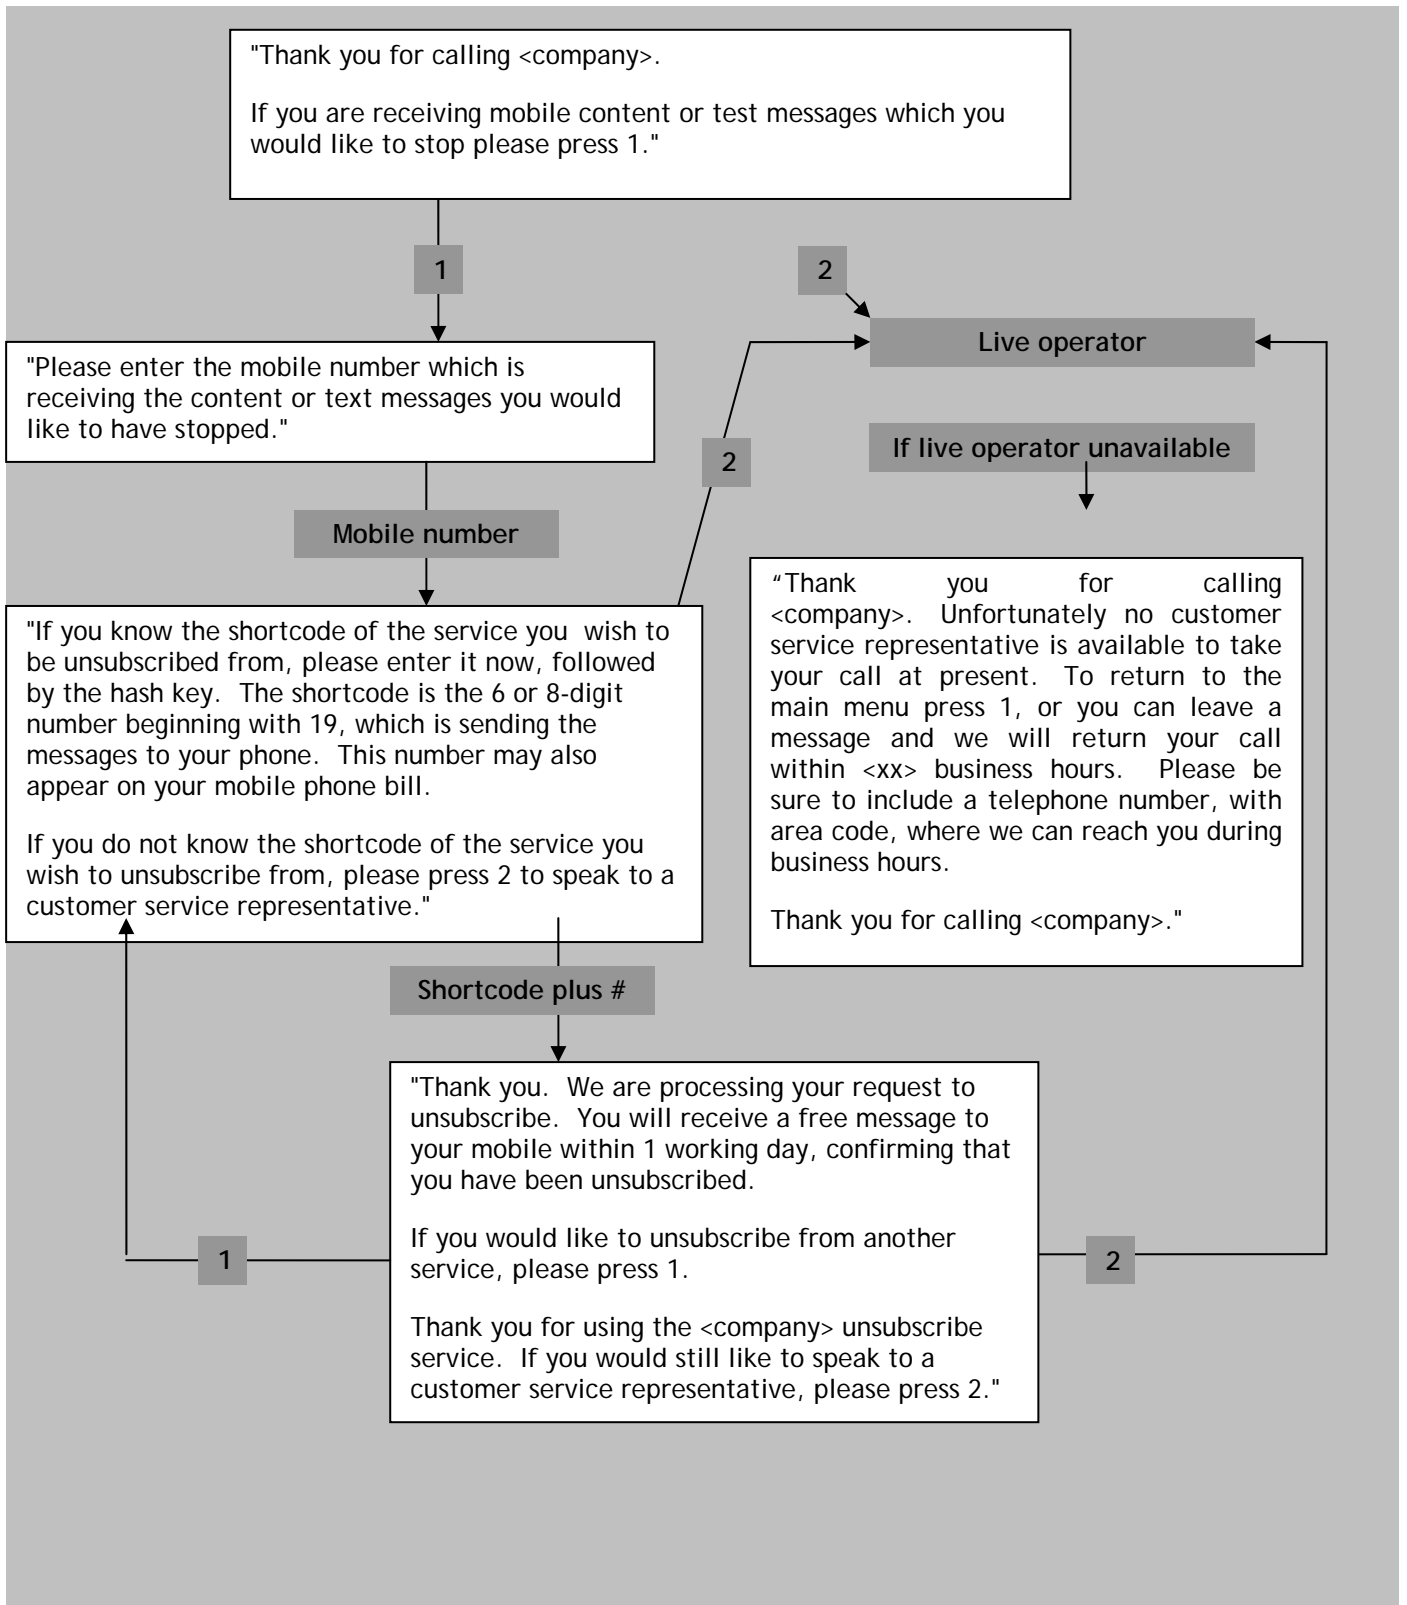 "Thank you for calling <company>.
If you are receiving mobile content or test messages which you
would like to stop please press 1."
1
2
Live operator
"Please enter the mobile number which is
receiving the content or text messages you would
like to have stopped."
2
If live operator unavailable
Mobile number
"If you know the shortcode of the service you wish to
be unsubscribed from, please enter it now, followed
by the hash key. The shortcode is the 6 or 8-digit
number beginning with 19, which is sending the
messages to your phone. This number may also
appear on your mobile phone bill.
If you do not know the shortcode of the service you
wish to unsubscribe from, please press 2 to speak to a
customer service representative."
“Thank you for calling
<company>. Unfortunately no customer
service representative is available to take
your call at present. To return to the
main menu press 1, or you can leave a
message and we will return your call
within <xx> business hours. Please be
sure to include a telephone number, with
area code, where we can reach you during
business hours.
Thank you for calling <company>."
Shortcode plus #
"Thank you. We are processing your request to
unsubscribe. You will receive a free message to
your mobile within 1 working day, confirming that
you have been unsubscribed.
If you would like to unsubscribe from another
service, please press 1.
Thank you for using the <company> unsubscribe
service. If you would still like to speak to a
customer service representative, please press 2."
1
2